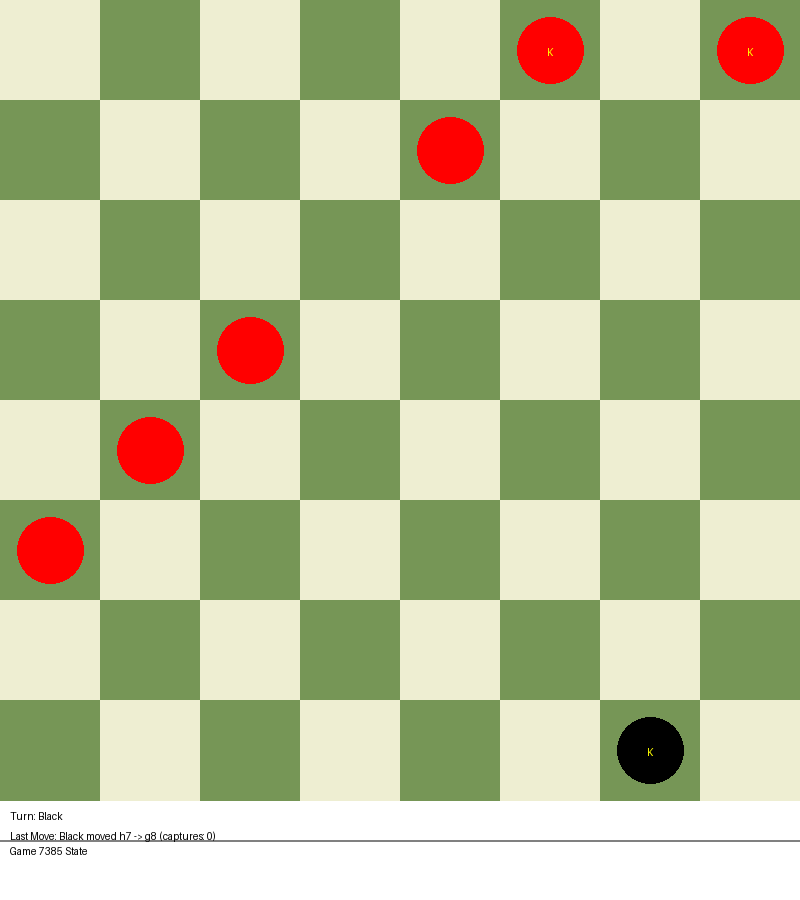 K
K
K
Turn: Black
Last Move: Black moved h7 -> g8 (captures: 0)
Game 7385 State